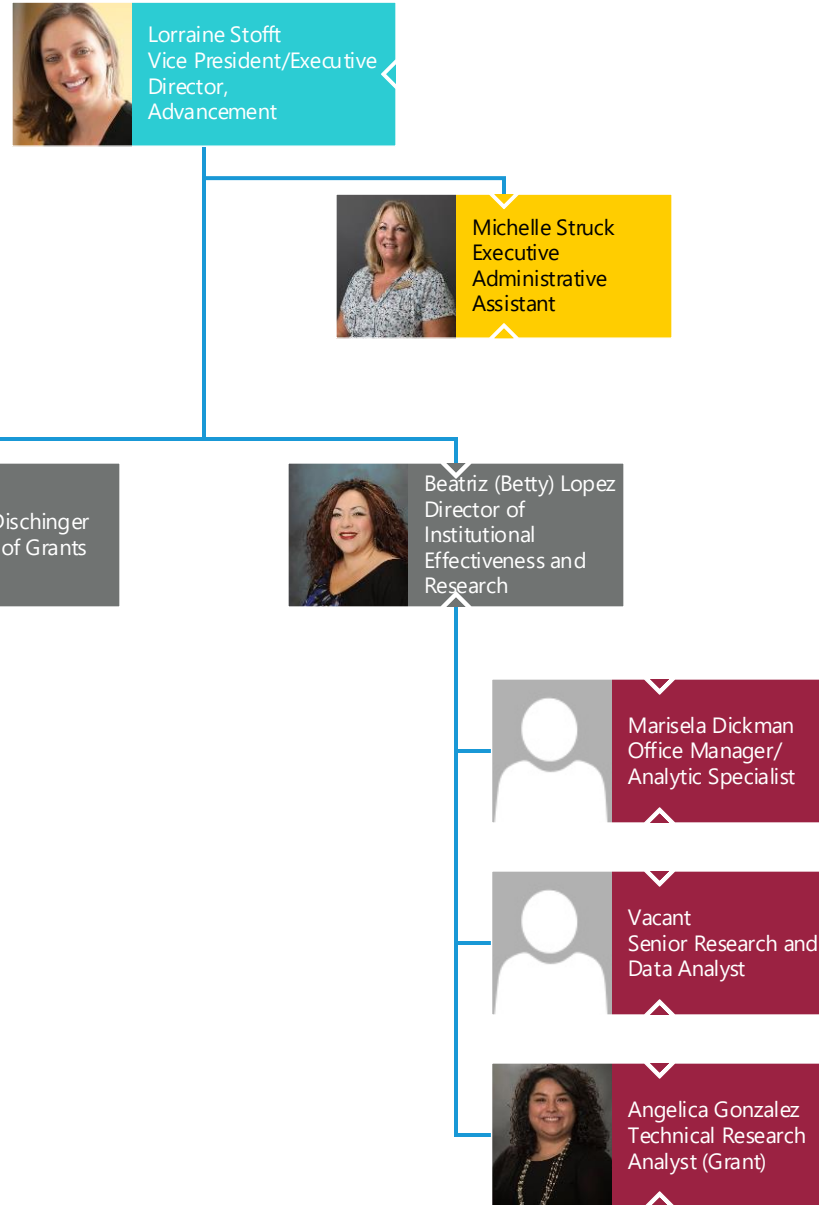 Lorraine Stofft
Vice President/Executive
Director,
Advancement
Michelle Struck
Executive
Administrative
Assistant
Dischinger
of Grants
Beatriz (Betty) Lopez
Director of
Institutional
Effectiveness and
Research
Marisela Dickman
Office Manager/
Analytic Specialist
Vacant
Senior Research and
Data Analyst
Angelica Gonzalez
Technical Research
Analyst (Grant)